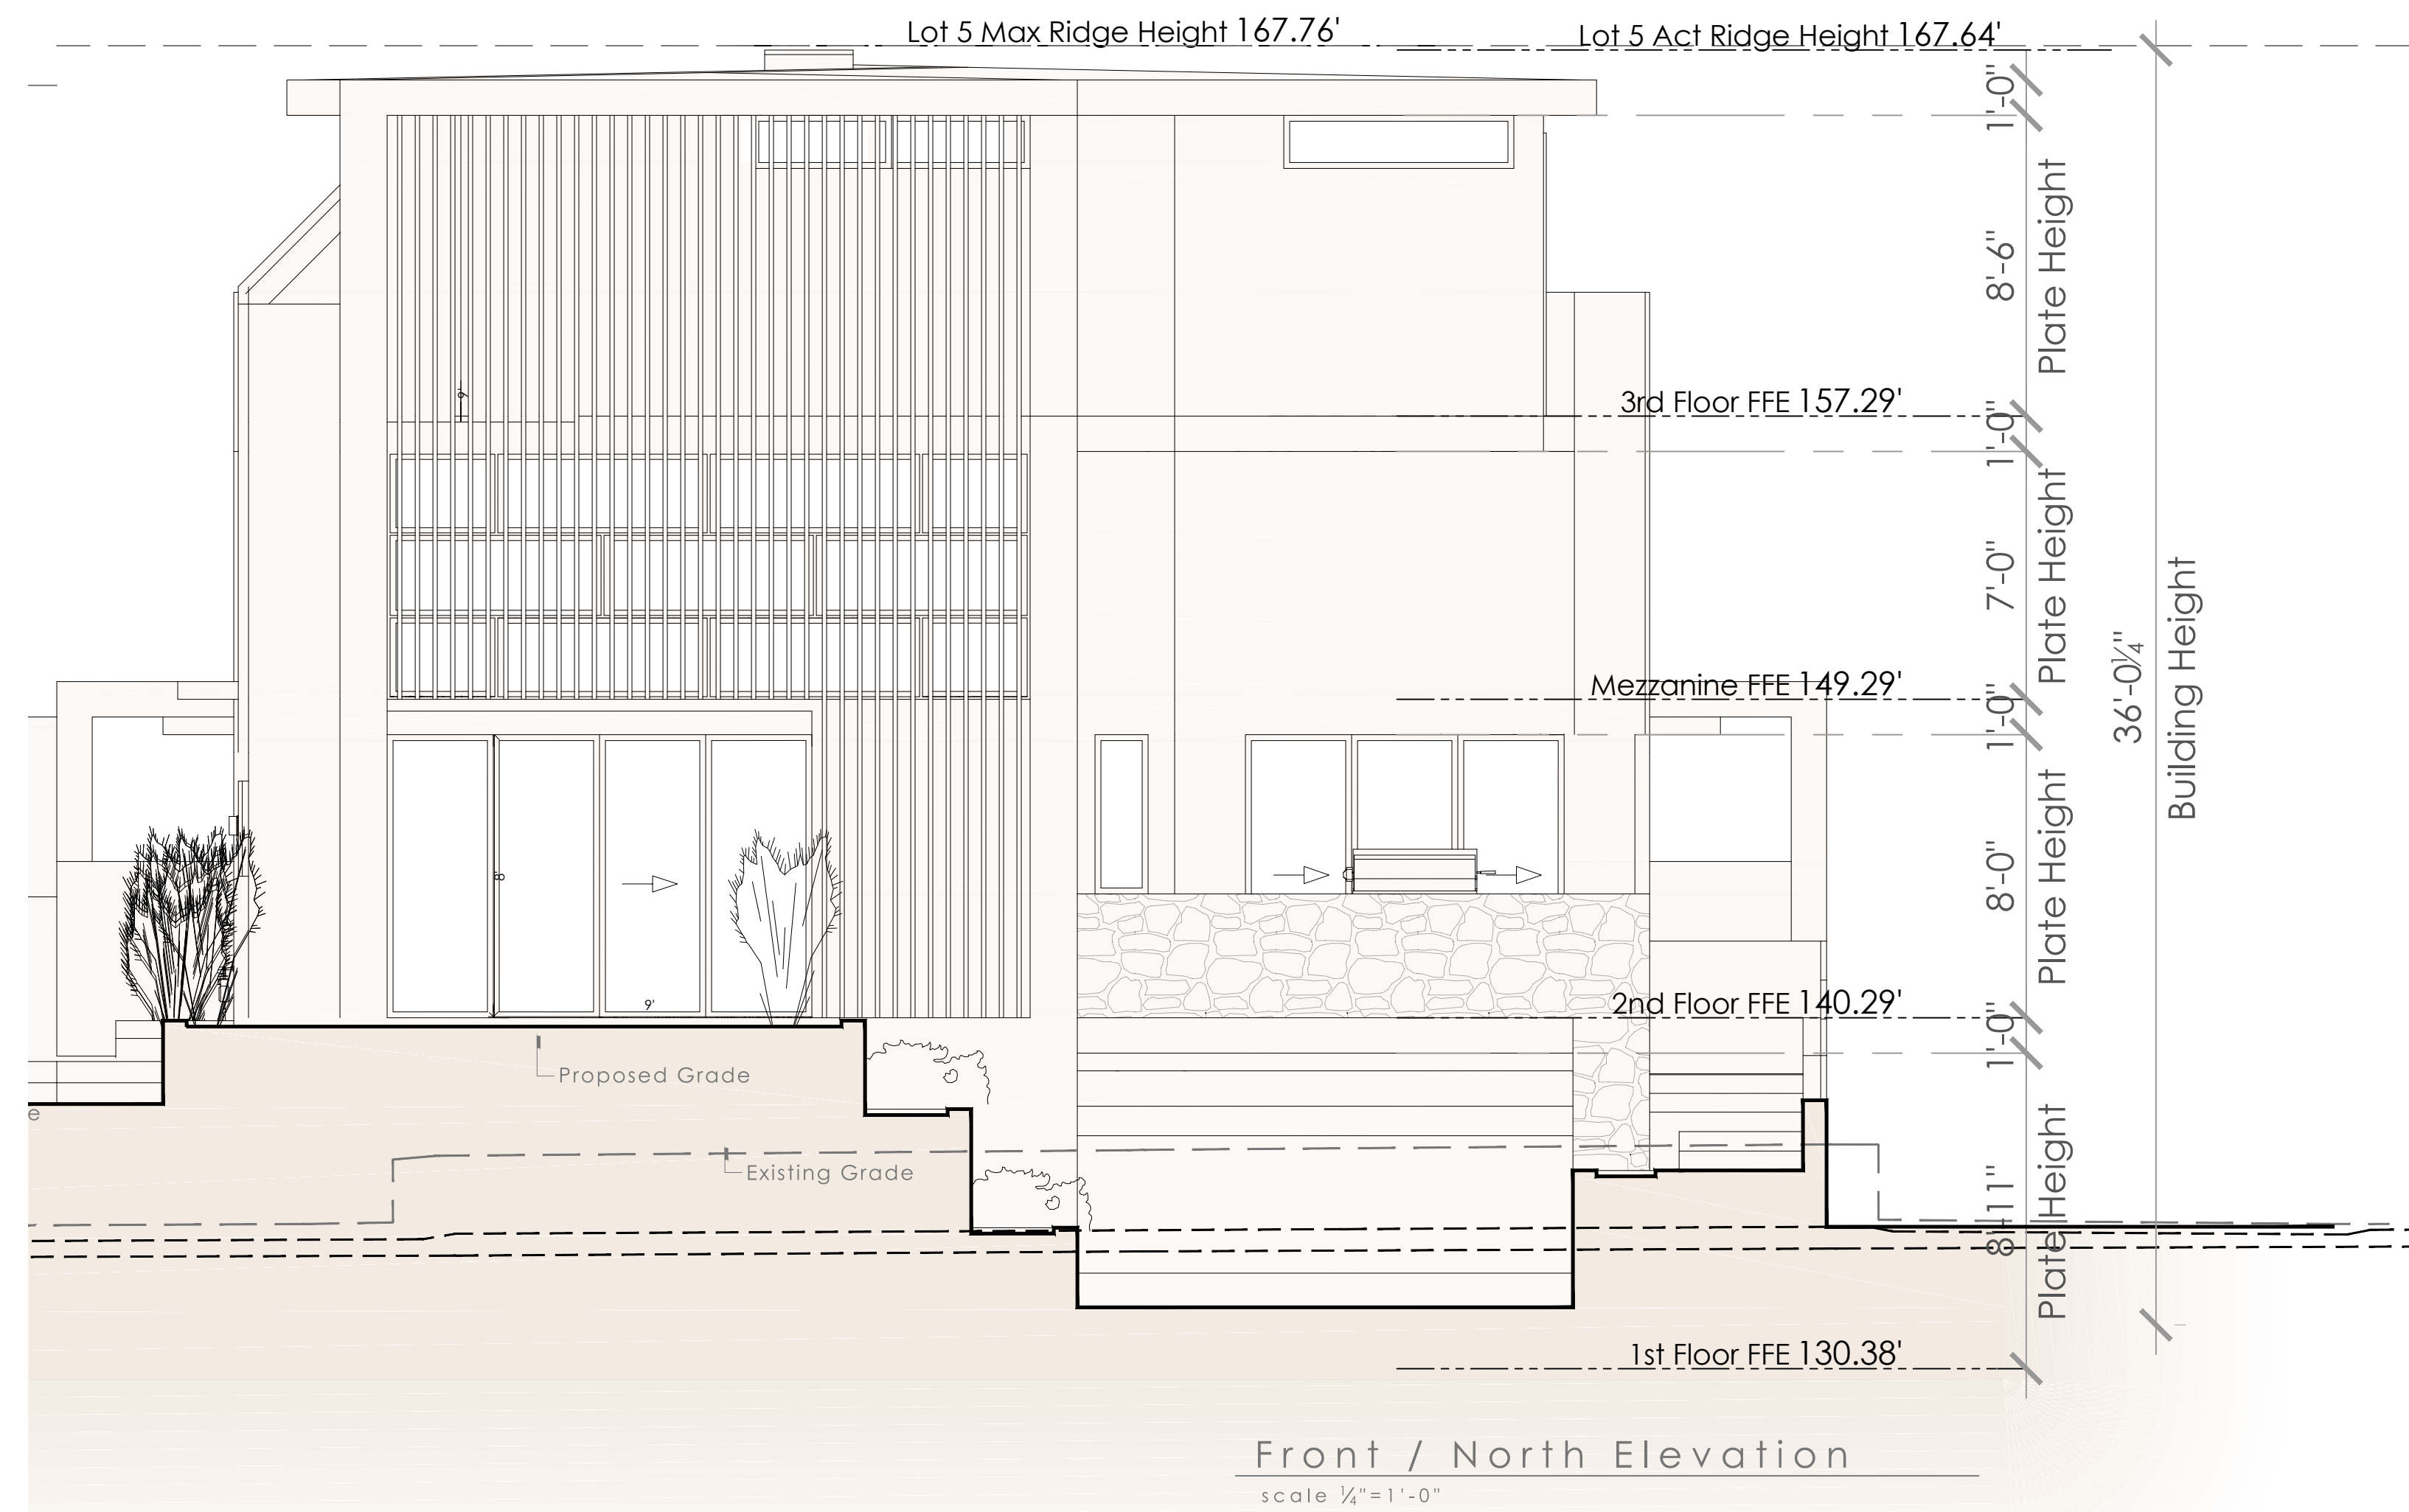 Lot 5 Max Ridge Height 167.76'
Lot 5 Act Ridge Height 167.64'
1'-0"
8'-6"
Plate Height
9'
3rd Floor FFE 157.29'
1'-0"
7'-0"
Plate Height
36'-0¼"
Building Height
Mezzanine FFE 149.29'
1'-0"
8'-0"
Plate Height
8'
9'
2nd Floor FFE 140.29'
1'-0"
Proposed Grade
e
Existing Grade
8'-11"
Plate Height
1st Floor FFE 130.38'
Front / North Elevation
scale ¼"=1'-0"